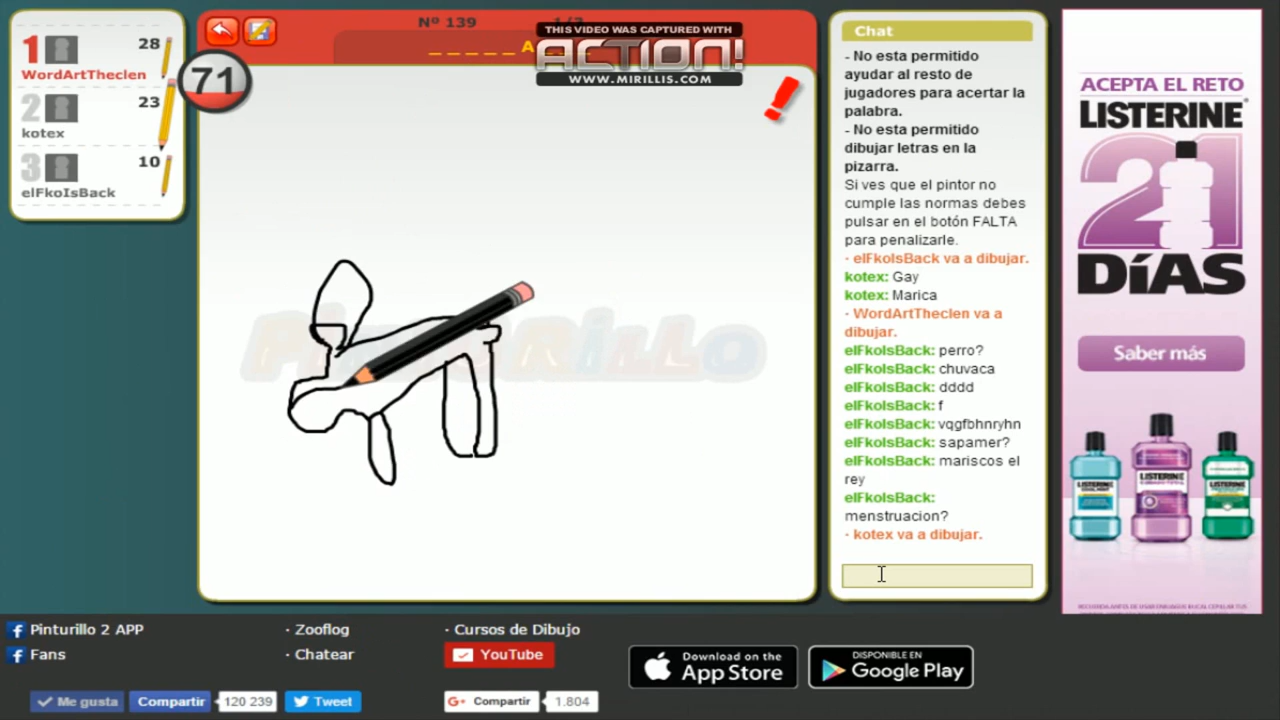 1 28
WordArtTheclen
2 23
kotex
3 10
elFkoIsBack
71
Nº 139 1/3
_ _ _ _ _ A
THIS VIDEO WAS CAPTURED WITH
ACTION!
WWW.MIRILLIS.COM
PinturiLLo
Chat
- No esta permitido
ayudar al resto de
jugadores para acertar la
palabra.
- No esta permitido
dibujar letras en la
pizarra.
Si ves que el pintor no
cumple las normas debes
pulsar en el botón FALTA
para penalizarle.
· elFkoIsBack va a dibujar.
kotex: Gay
kotex: Marica
· WordArtTheclen va a
dibujar.
elFkoIsBack: perro?
elFkoIsBack: chuvaca
elFkoIsBack: dddd
elFkoIsBack: f
elFkoIsBack: vqgfbhnryhn
elFkoIsBack: sapamer?
elFkoIsBack: mariscos el
rey
elFkoIsBack:
menstruacion?
· kotex va a dibujar.
ACEPTA EL RETO
LISTERINE
21
DíAS
Saber más
Pinturillo 2 APP
Fans
· Zooflog
· Chatear
· Cursos de Dibujo
YouTube
Download on the
App Store
DISPONIBLE EN
Google Play
Me gusta
Compartir
120 239
Tweet
G+ Compartir
1.804